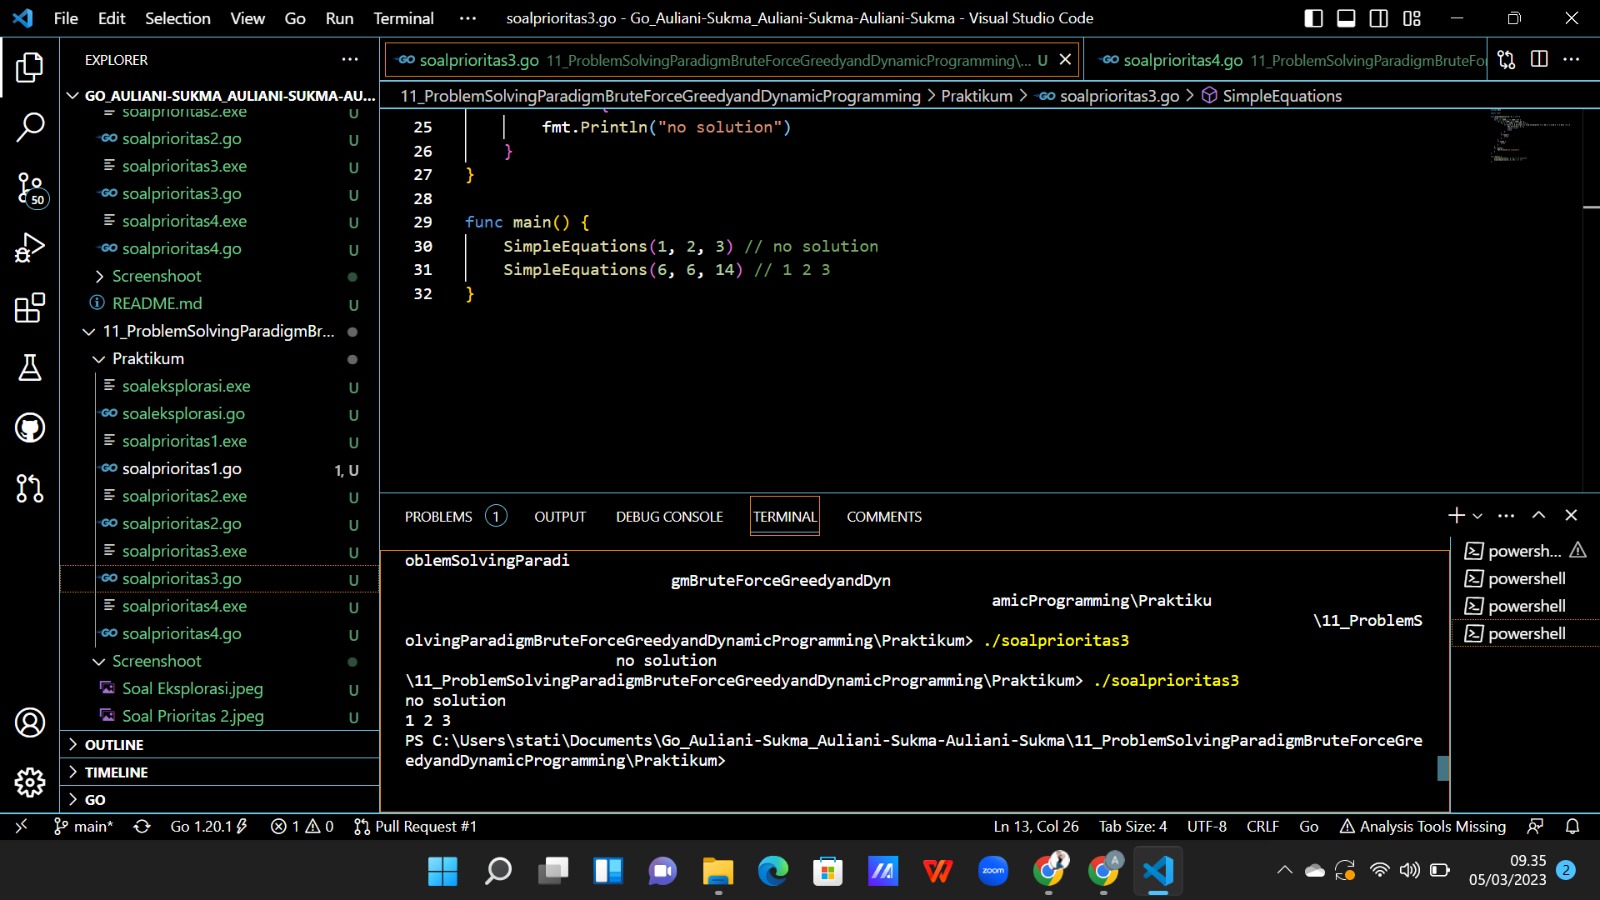 File Edit Selection View Go Run Terminal ··· soalprioritas3.go - Go_Auliani-Sukma_Auliani-Sukma-Auliani-Sukma - Visual Studio Code
EXPLORER ···
GO_AULIANI-SUKMA_AULIANI-SUKMA-AU...
soalprioritas2.exe U
soalprioritas2.go U
soalprioritas3.exe U
soalprioritas3.go U
soalprioritas4.exe U
soalprioritas4.go U
Screenshoot
README.md U
11_ProblemSolvingParadigmBr...
Praktikum
soaleksplorasi.exe U
soaleksplorasi.go U
soalprioritas1.exe U
soalprioritas1.go 1, U
soalprioritas2.exe U
soalprioritas2.go U
soalprioritas3.exe U
soalprioritas3.go U
soalprioritas4.exe U
soalprioritas4.go U
Screenshoot
Soal Eksplorasi.jpeg U
Soal Prioritas 2.jpeg U
OUTLINE
TIMELINE
GO
50
soalprioritas3.go 11_ProblemSolvingParadigmBruteForceGreedyandDynamicProgramming\... U
soalprioritas4.go 11_ProblemSolvingParadigmBruteFo
11_ProblemSolvingParadigmBruteForceGreedyandDynamicProgramming > Praktikum > soalprioritas3.go > SimpleEquations
25 fmt.Println("no solution")
26 }
27 }
28
29 func main() {
30 SimpleEquations(1, 2, 3) // no solution
31 SimpleEquations(6, 6, 14) // 1 2 3
32 }
PROBLEMS 1 OUTPUT DEBUG CONSOLE TERMINAL COMMENTS
oblemSolvingParadi
gmBruteForceGreedyandDyn
amicProgramming\Praktiku
\11_ProblemS
olvingParadigmBruteForceGreedyandDynamicProgramming\Praktikum> ./soalprioritas3
no solution
\11_ProblemSolvingParadigmBruteForceGreedyandDynamicProgramming\Praktikum> ./soalprioritas3
no solution
1 2 3
PS C:\Users\stati\Documents\Go_Auliani-Sukma_Auliani-Sukma-Auliani-Sukma\11_ProblemSolvingParadigmBruteForceGre
edyandDynamicProgramming\Praktikum>
powersh...
powershell
powershell
powershell
main* Go 1.20.1 1 0 Pull Request #1 Ln 13, Col 26 Tab Size: 4 UTF-8 CRLF Go Analysis Tools Missing
zoom
A
09.35
05/03/2023 2